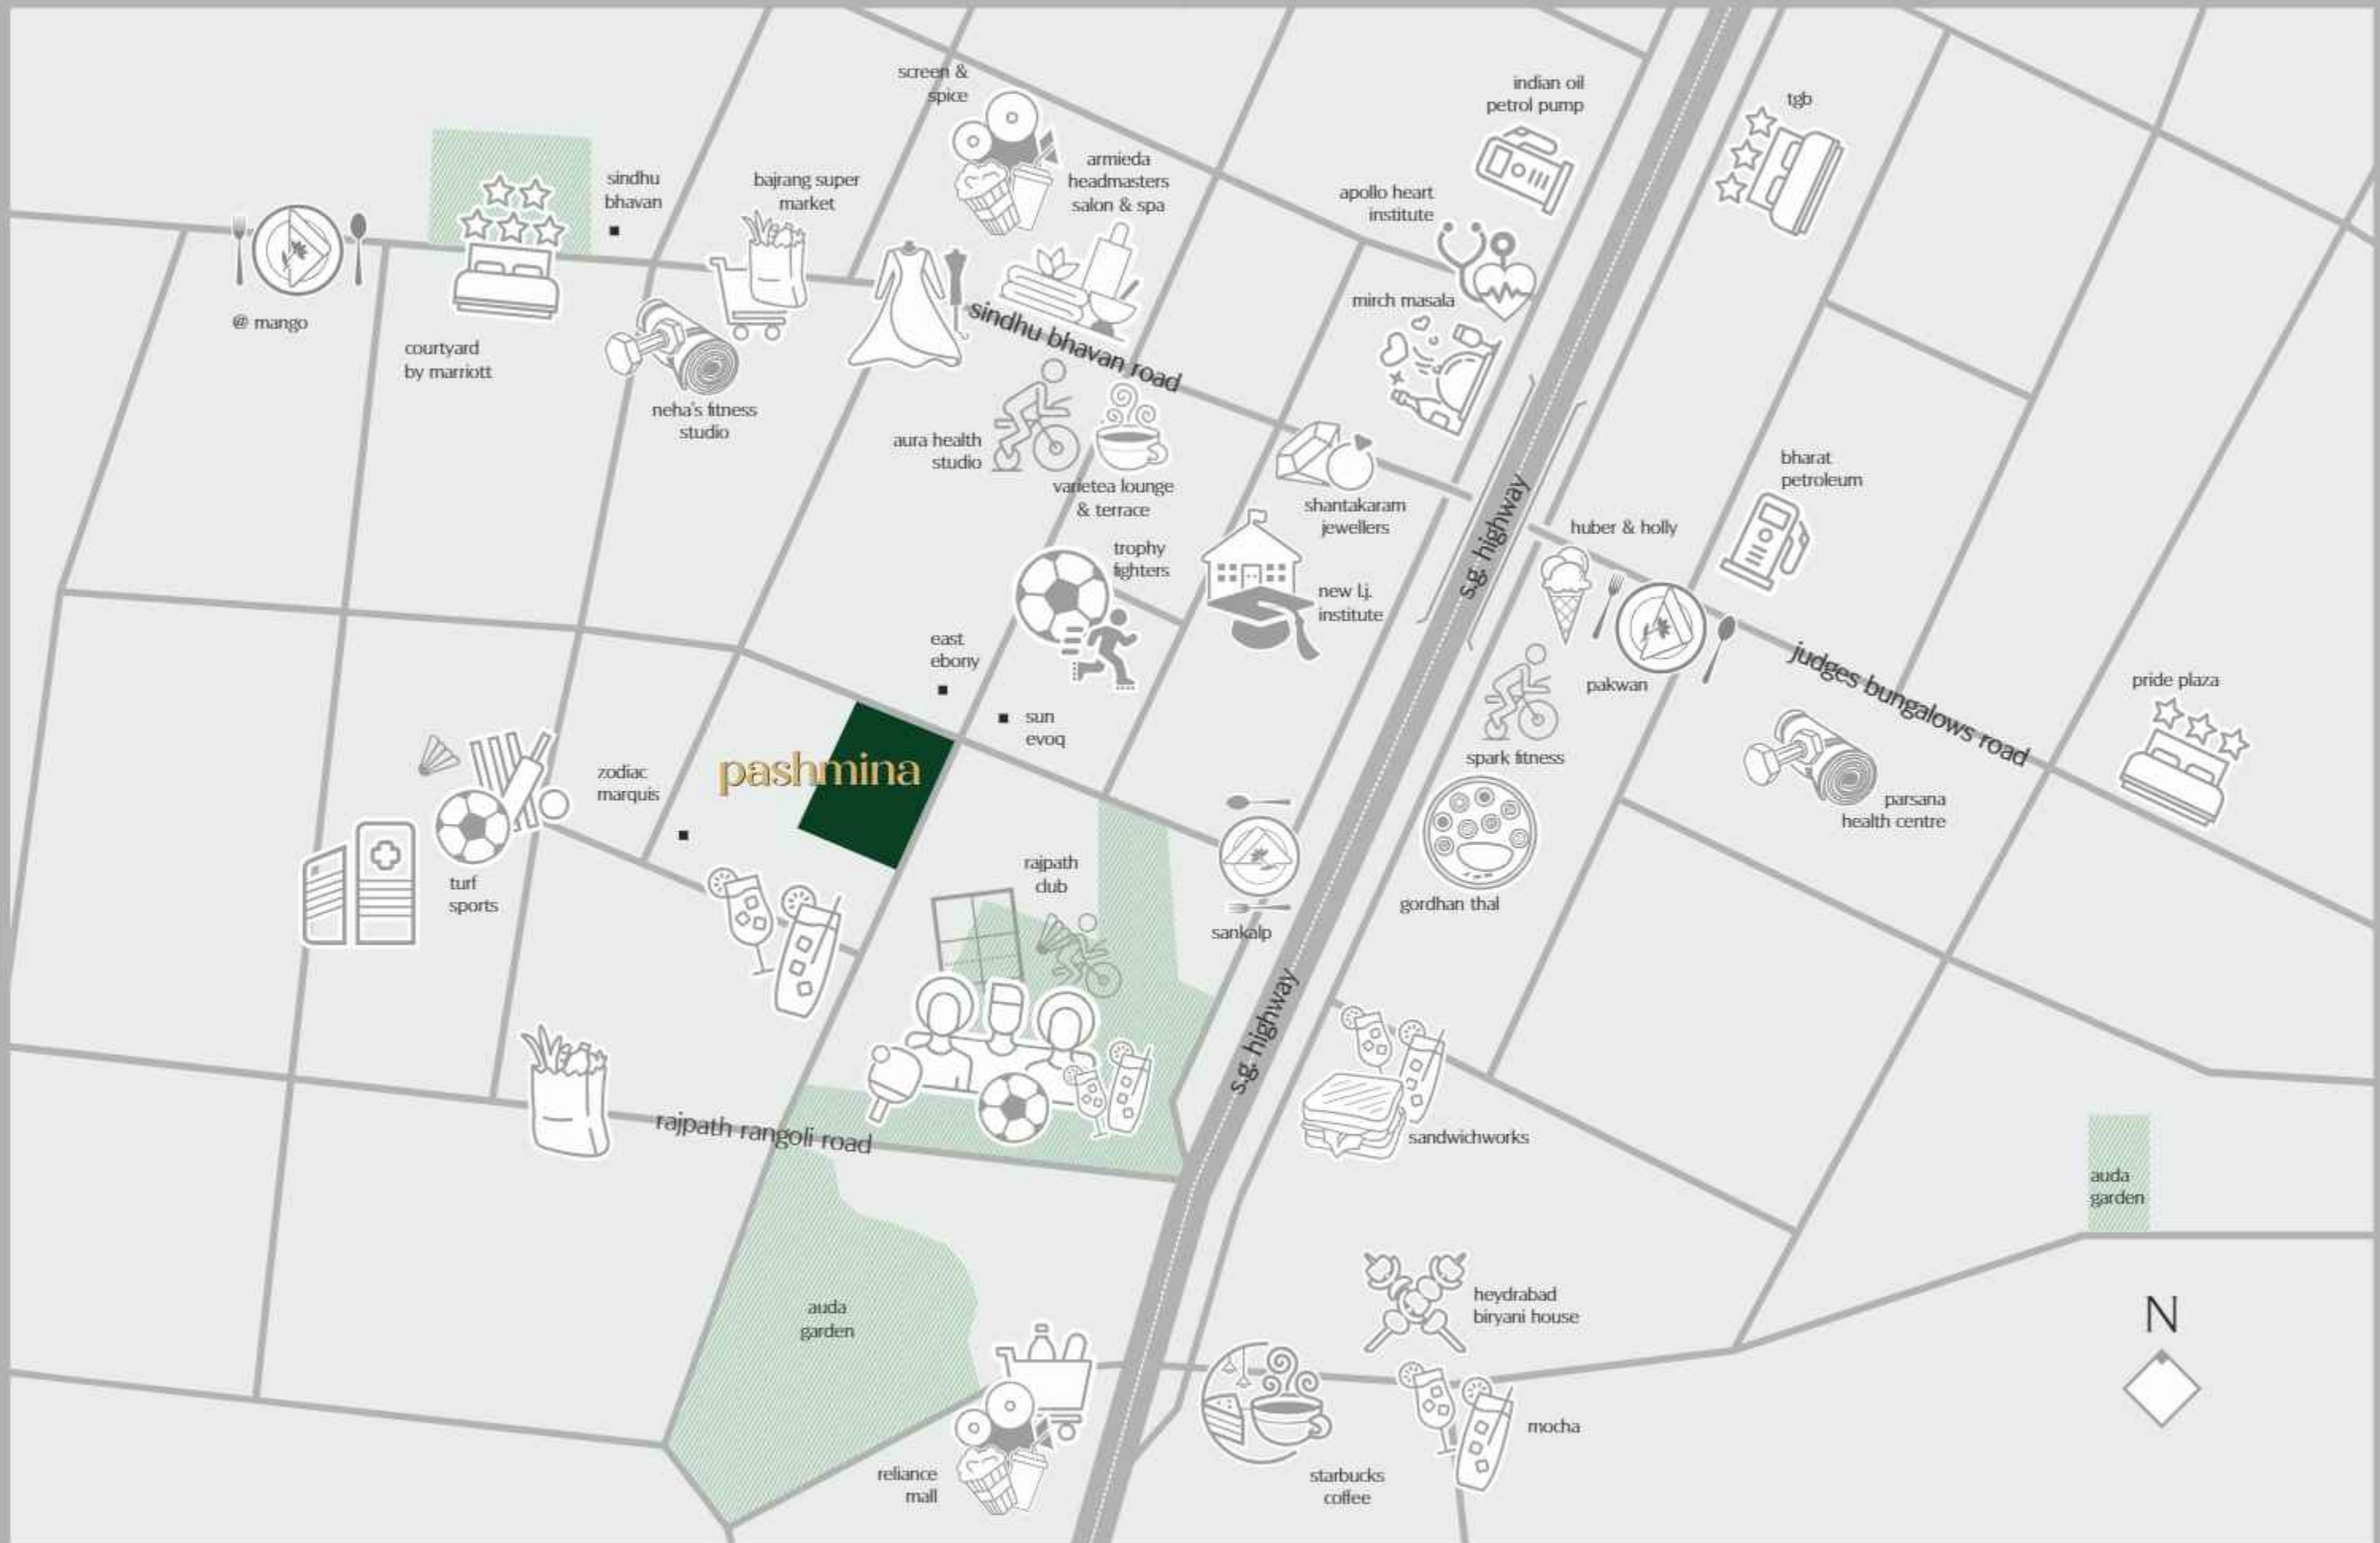 screen &
spice
indian oil
petrol pump
tgb
armieda
headmasters
salon & spa
sindhu
bhavan
bajrang super
market
apollo heart
institute
@ mango
mirch masala
sindhu bhavan road
courtyard
by marriott
neha's fitness
studio
aura health
studio
varietea lounge
& terrace
bharat
petroleum
shantakaram
jewellers
s.g. highway
huber & holly
trophy
fighters
new l.j.
institute
east
ebony
pakwan
judges bungalows road
pride plaza
sun
evoq
spark fitness
zodiac
marquis
pashmina
parsana
health centre
turf
sports
rajpath
club
gordhan thal
sankalp
s.g. highway
rajpath rangoli road
sandwichworks
auda
garden
auda
garden
heydrabad
biryani house
N
mocha
reliance
mall
starbucks
coffee